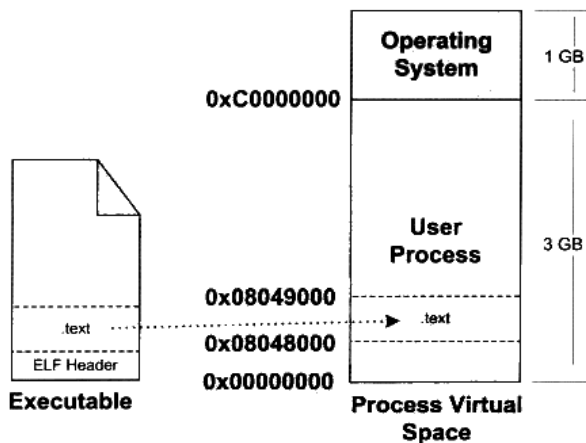 Operating
System
1 GB
0xC0000000
User
Process
3 GB
0x08049000
.text
.text
0x08048000
ELF Header
0x00000000
Executable
Process Virtual
Space